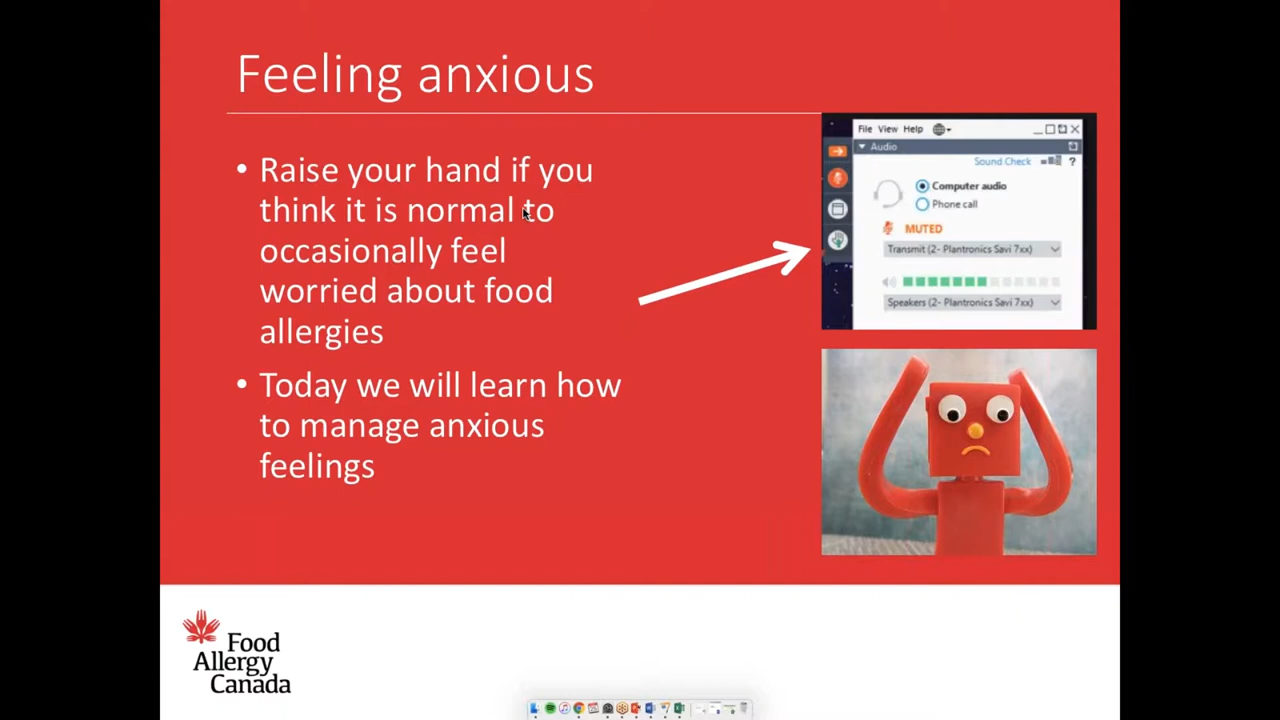 Feeling anxious
• Raise your hand if you
think it is normal to
occasionally feel
worried about food
allergies
• Today we will learn how
to manage anxious
feelings
File View Help
Audio
Sound Check
?
Computer audio
Phone call
MUTED
Transmit (2- Plantronics Savi 7xx)
Speakers (2- Plantronics Savi 7xx)
Food
Allergy
Canada